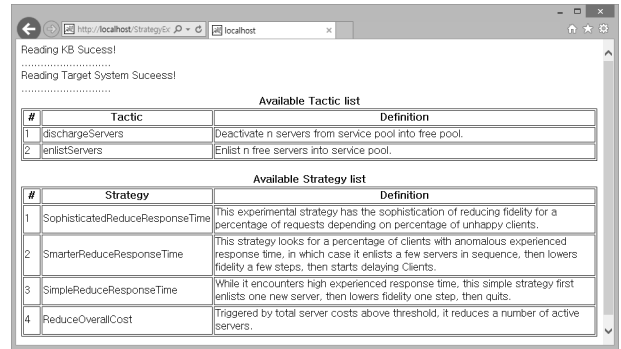 http://localhost/StrategyEx
localhost
Reading KB Sucess!
............................
Reading Target System Suceess!
............................
Available Tactic list
# Tactic Definition
1 dischargeServers Deactivate n servers from service pool into free pool.
2 enlistServers Enlist n free servers into service pool.
Available Strategy list
# Strategy Definition
1 SophisticatedReduceResponseTime This experimental strategy has the sophistication of reducing fidelity for a
percentage of requests depending on percentage of unhappy clients.
2 SmarterReduceResponseTime This strategy looks for a percentage of clients with anomalous experienced
response time, in which case it enlists a few servers in sequence, then lowers
fidelity a few steps, then starts delaying Clients.
3 SimpleReduceResponseTime While it encounters high experienced response time, this simple strategy first
enlists one new server, then lowers fidelity one step, then quits.
4 ReduceOverallCost Triggered by total server costs above threshold, it reduces a number of active
servers.